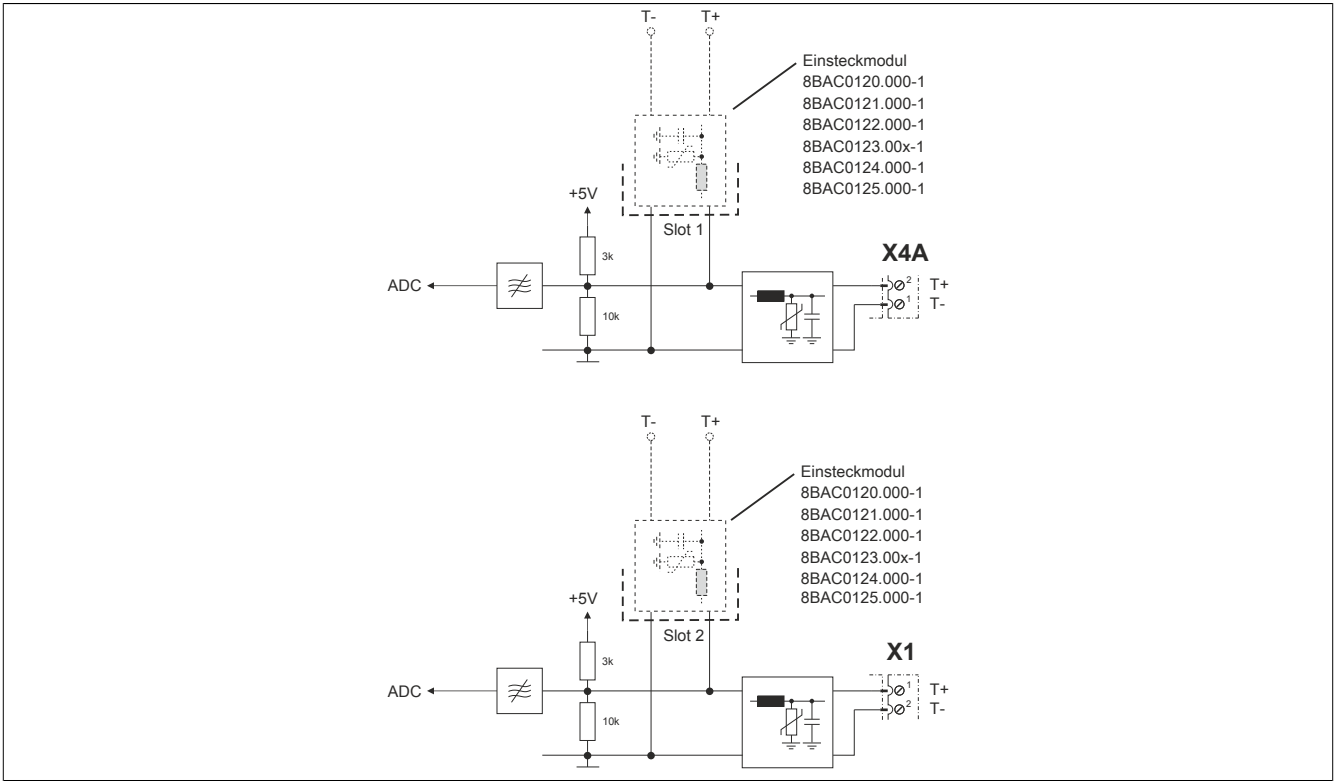 T- T+
Einsteckmodul
8BAC0120.000-1
8BAC0121.000-1
8BAC0122.000-1
8BAC0123.00x-1
8BAC0124.000-1
8BAC0125.000-1
+5V
Slot 1
3k
X4A
ADC
2 T+
1 T-
10k
T- T+
Einsteckmodul
8BAC0120.000-1
8BAC0121.000-1
8BAC0122.000-1
8BAC0123.00x-1
8BAC0124.000-1
8BAC0125.000-1
+5V
Slot 2
3k
X1
ADC
1 T+
2 T-
10k